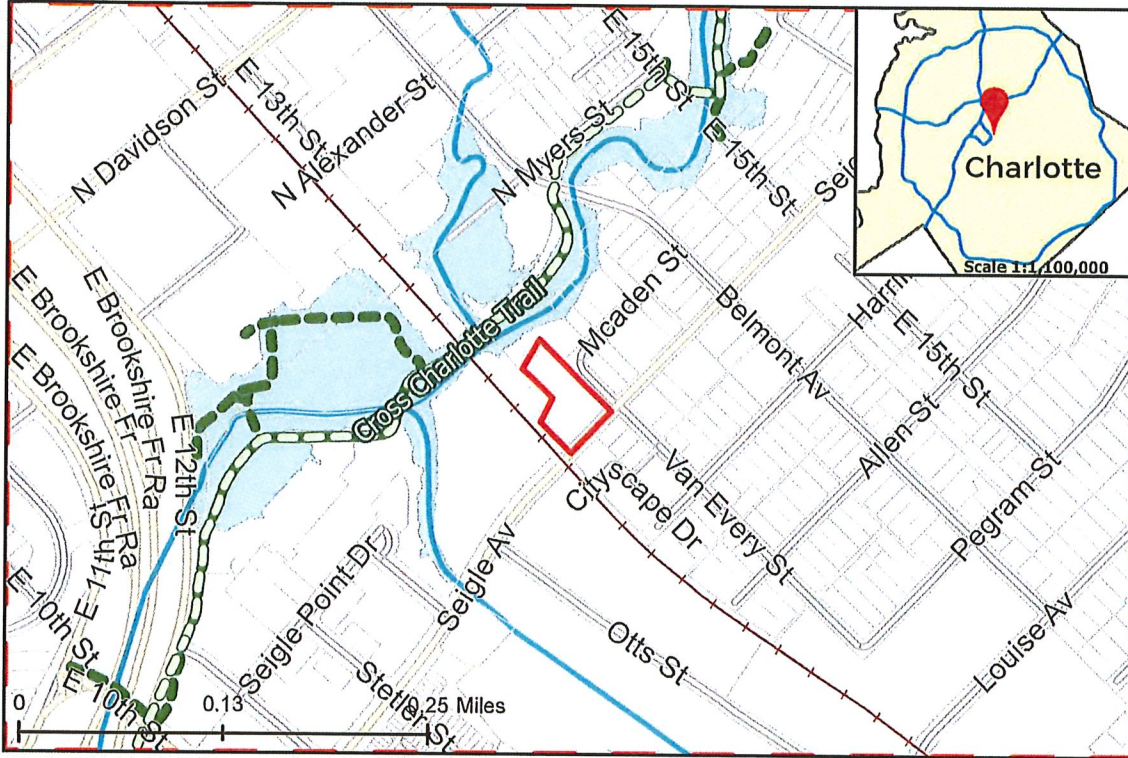 N Davidson St
E 13th St
N Alexander St
E 15th St
N Myers St
E 15th St
Charlotte
Scale 1:1,100,000
Mcaden St
Belmont Av
E 15th St
Cross Charlotte Trail
E Brookshire Fr Ra
E Brookshire Fr
E Brookshire Fr Ra
E 12th St
E 11th St
E 10th St
E 10th St
Allen St
Cityscape Dr
Van Every St
Pegram St
Seigle Av
Seigle Point Dr
Otts St
Louise Av
Stetler St
0
0.13
0.25 Miles